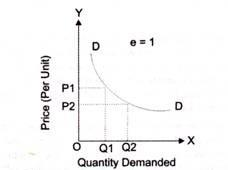 Y
D
e = 1
Price (Per Unit)
P1
P2
D
O
Q1
Q2
X
Quantity Demanded